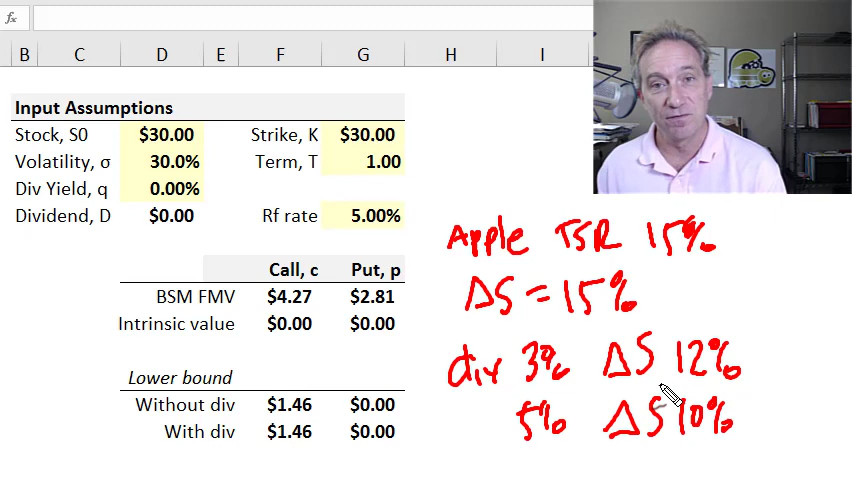 fx
B C D E F G H I
Input Assumptions
Stock, S0 $30.00 Strike, K $30.00
Volatility, σ 30.0% Term, T 1.00
Div Yield, q 0.00%
Dividend, D $0.00 Rf rate 5.00%
Call, c Put, p
BSM FMV $4.27 $2.81
Intrinsic value $0.00 $0.00
Lower bound
Without div $1.46 $0.00
With div $1.46 $0.00
Apple TSR 15%
ΔS = 15%
div 3% ΔS 12%
5% ΔS 10%